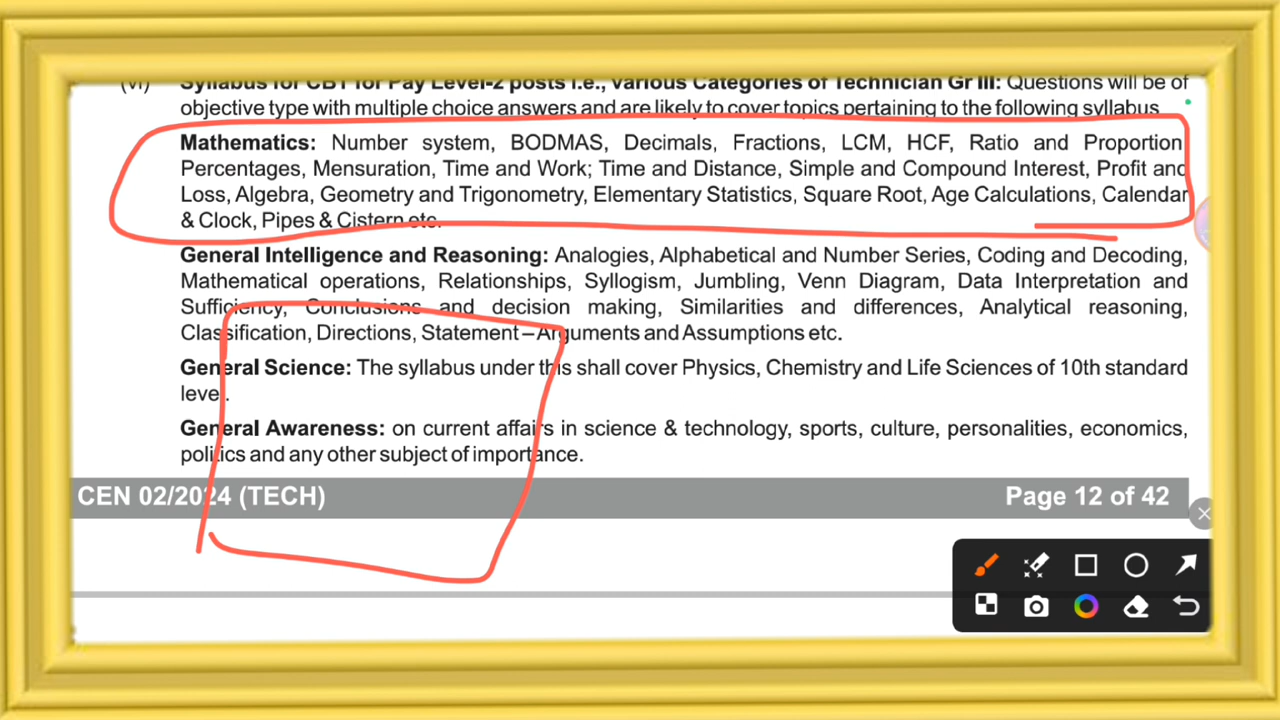 (vi) Syllabus for CBT for Pay Level-2 posts i.e., various Categories of Technician Gr III: Questions will be of
objective type with multiple choice answers and are likely to cover topics pertaining to the following syllabus
Mathematics: Number system, BODMAS, Decimals, Fractions, LCM, HCF, Ratio and Proportion
Percentages, Mensuration, Time and Work; Time and Distance, Simple and Compound Interest, Profit and
Loss, Algebra, Geometry and Trigonometry, Elementary Statistics, Square Root, Age Calculations, Calendar
& Clock, Pipes & Cistern etc.
General Intelligence and Reasoning: Analogies, Alphabetical and Number Series, Coding and Decoding,
Mathematical operations, Relationships, Syllogism, Jumbling, Venn Diagram, Data Interpretation and
Sufficiency, Conclusions and decision making, Similarities and differences, Analytical reasoning,
Classification, Directions, Statement – Arguments and Assumptions etc.
General Science: The syllabus under this shall cover Physics, Chemistry and Life Sciences of 10th standard
level.
General Awareness: on current affairs in science & technology, sports, culture, personalities, economics,
politics and any other subject of importance.
CEN 02/2024 (TECH) Page 12 of 42